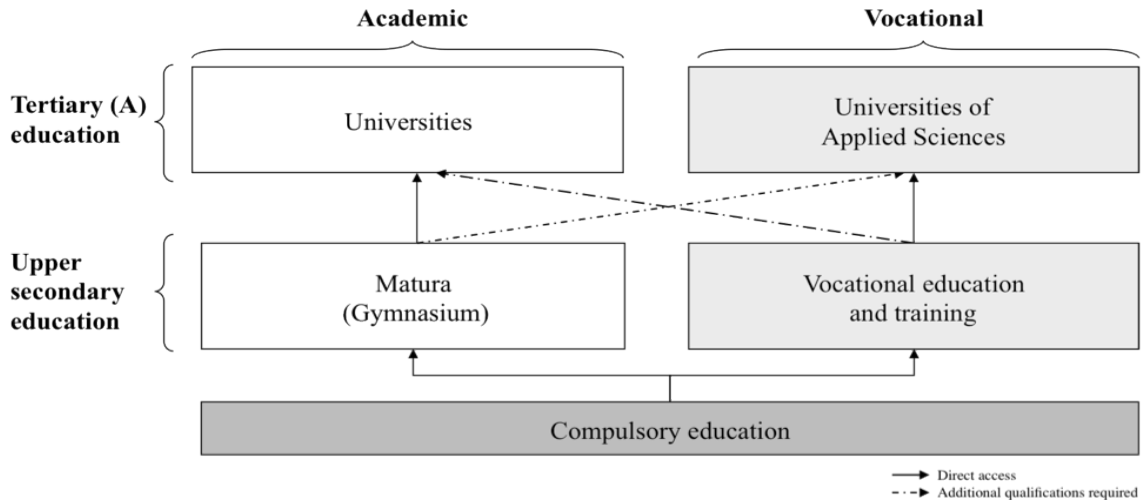 Academic
Vocational
Tertiary (A)
education
Universities
Universities of
Applied Sciences
Upper
secondary
education
Matura
(Gymnasium)
Vocational education
and training
Compulsory education
Direct access
Additional qualifications required